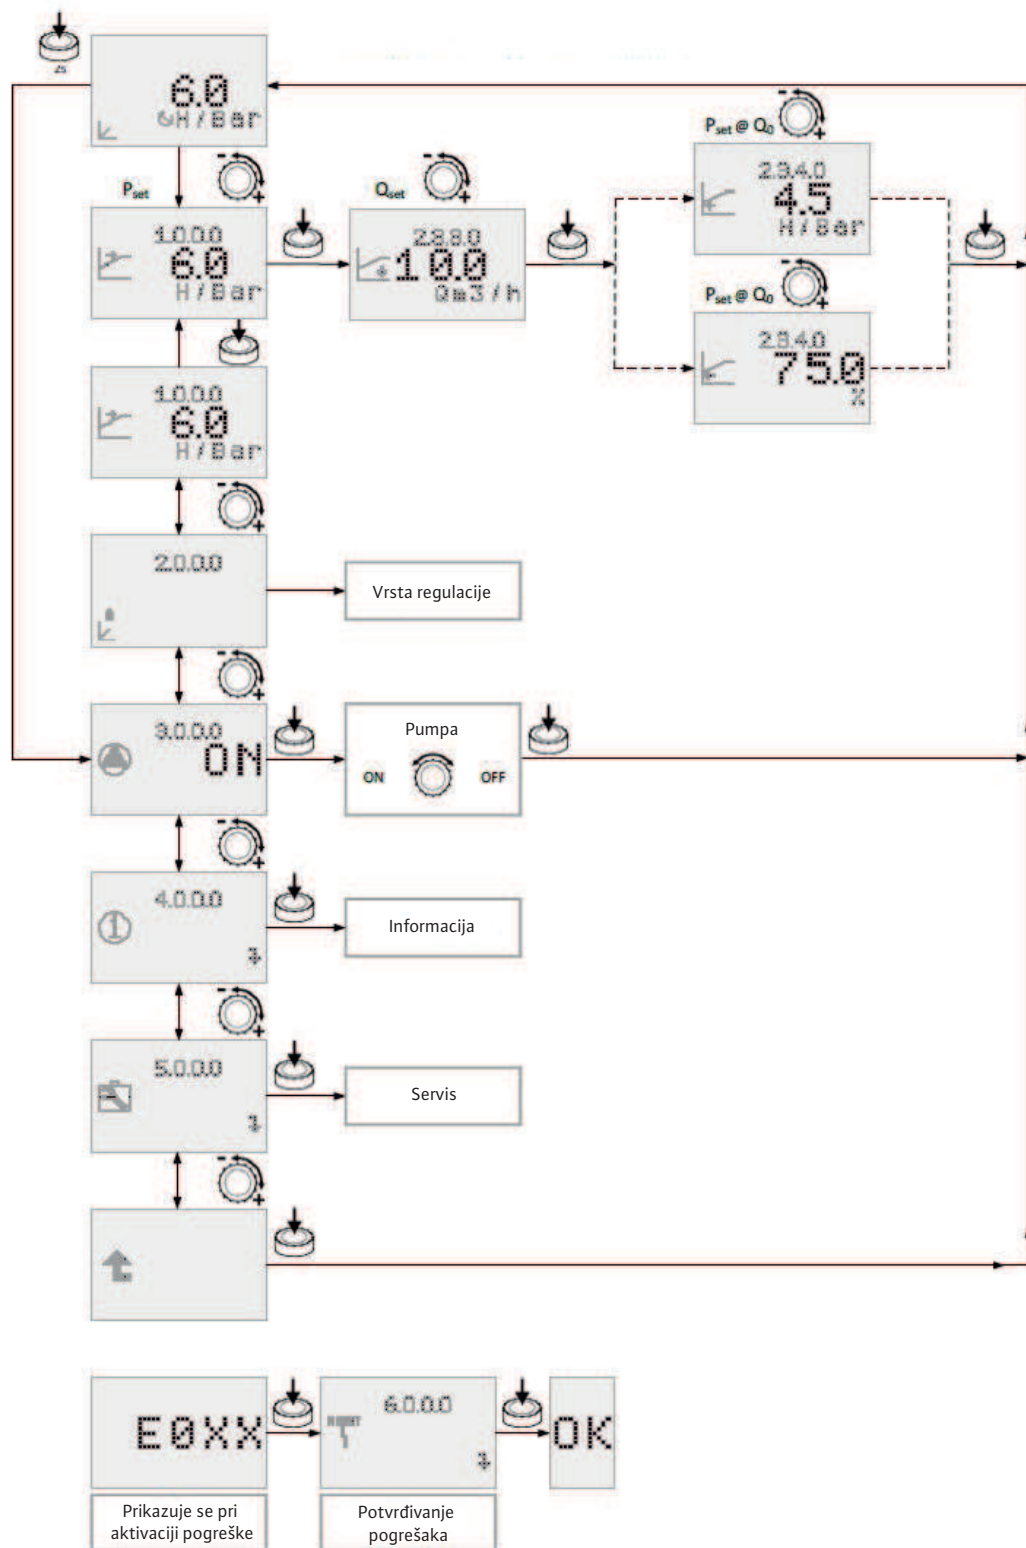 2s
6.0
H/Bar
Pset @ Q0
2.3.4.0
4.5
H/Bar
Pset
Qset
1.0.0.0
6.0
H/Bar
2.3.3.0
10.0
Qm3/h
Pset @ Q0
2.3.4.0
75.0
%
1.0.0.0
6.0
H/Bar
2.0.0.0
Vrsta regulacije
3.0.0.0
ON
Pumpa
ON
OFF
4.0.0.0
Informacija
5.0.0.0
Servis
E0XX
6.0.0.0
RESET
OK
Prikazuje se pri
aktivaciji pogreške
Potvrđivanje
pogrešaka